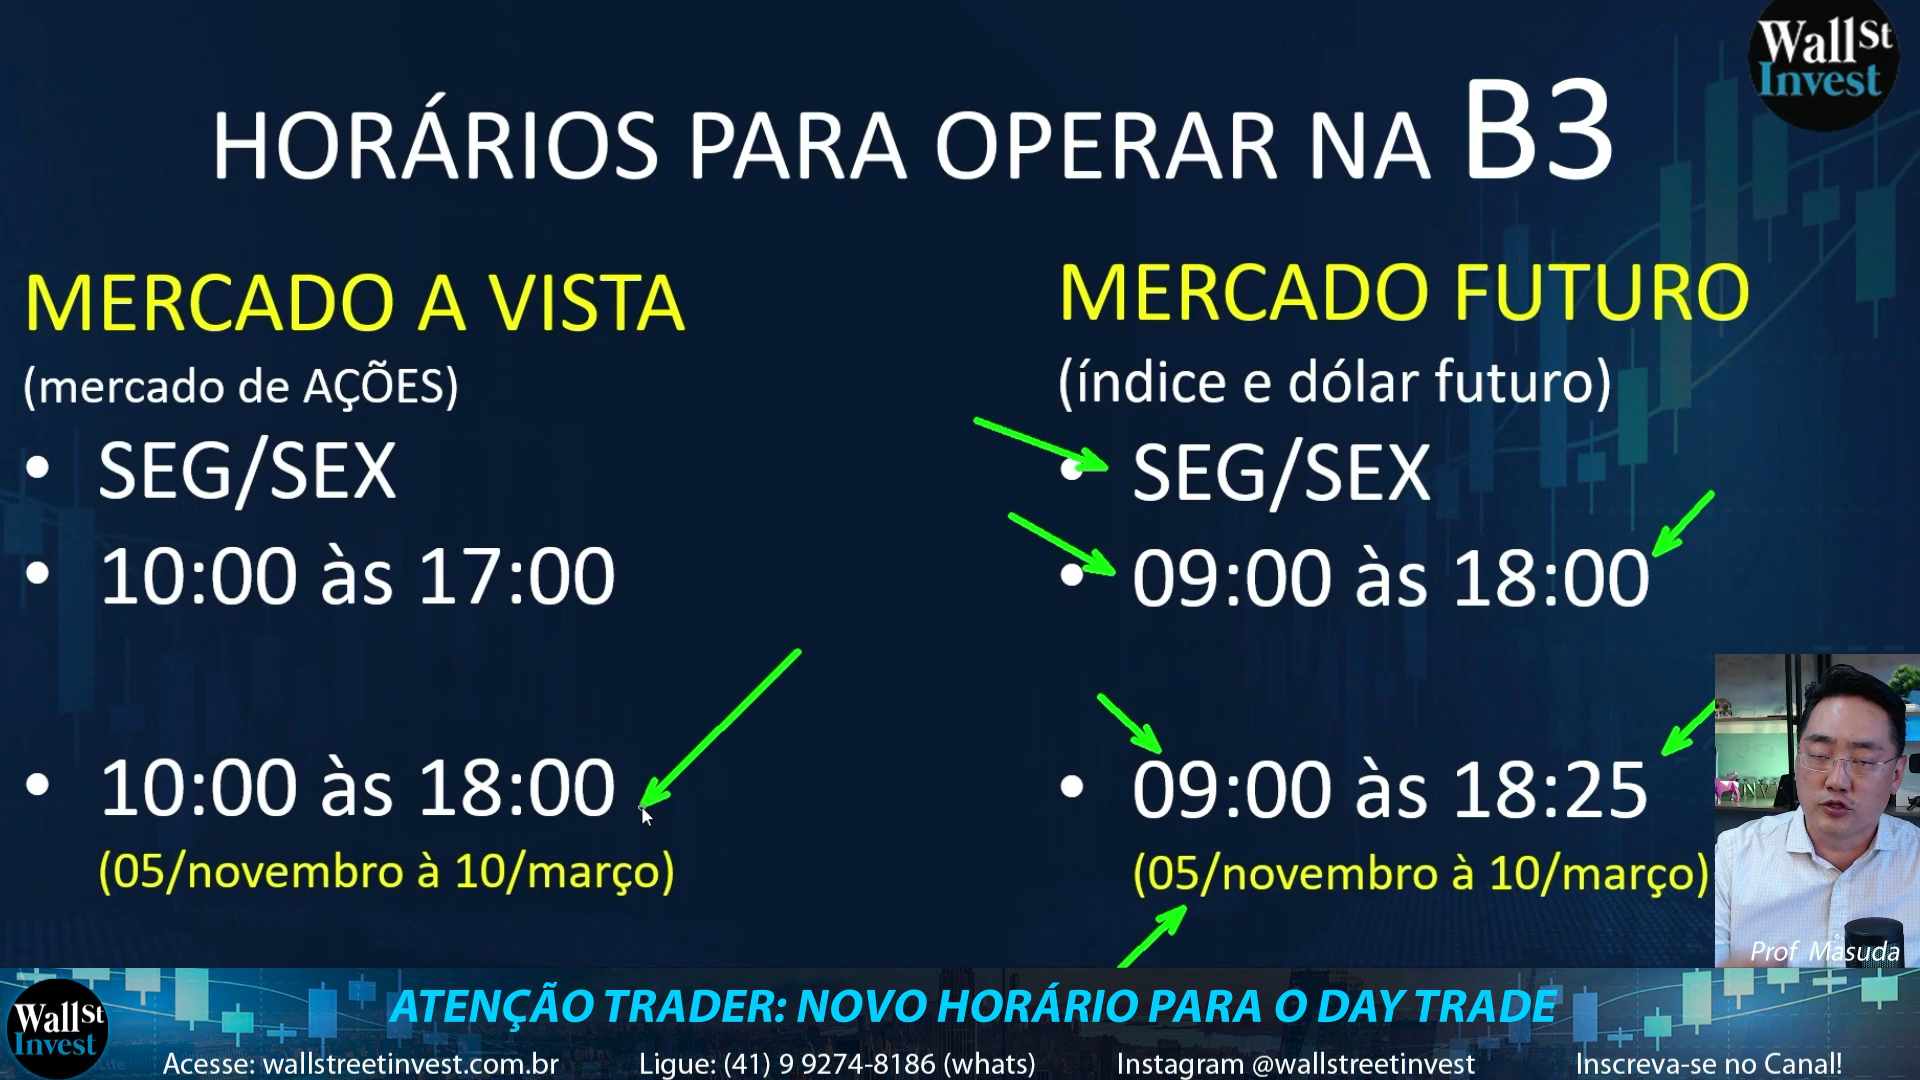 Wall St
Invest
HORÁRIOS PARA OPERAR NA B3
MERCADO A VISTA
(mercado de AÇÕES)
• SEG/SEX
• 10:00 às 17:00
• 10:00 às 18:00
(05/novembro à 10/março)
MERCADO FUTURO
(índice e dólar futuro)
• SEG/SEX
• 09:00 às 18:00
• 09:00 às 18:25
(05/novembro à 10/março)
Prof Masuda
Wall St
Invest
ATENÇÃO TRADER: NOVO HORÁRIO PARA O DAY TRADE
Acesse: wallstreetinvest.com.br Ligue: (41) 9 9274-8186 (whats) Instagram @wallstreetinvest Inscreva-se no Canal!